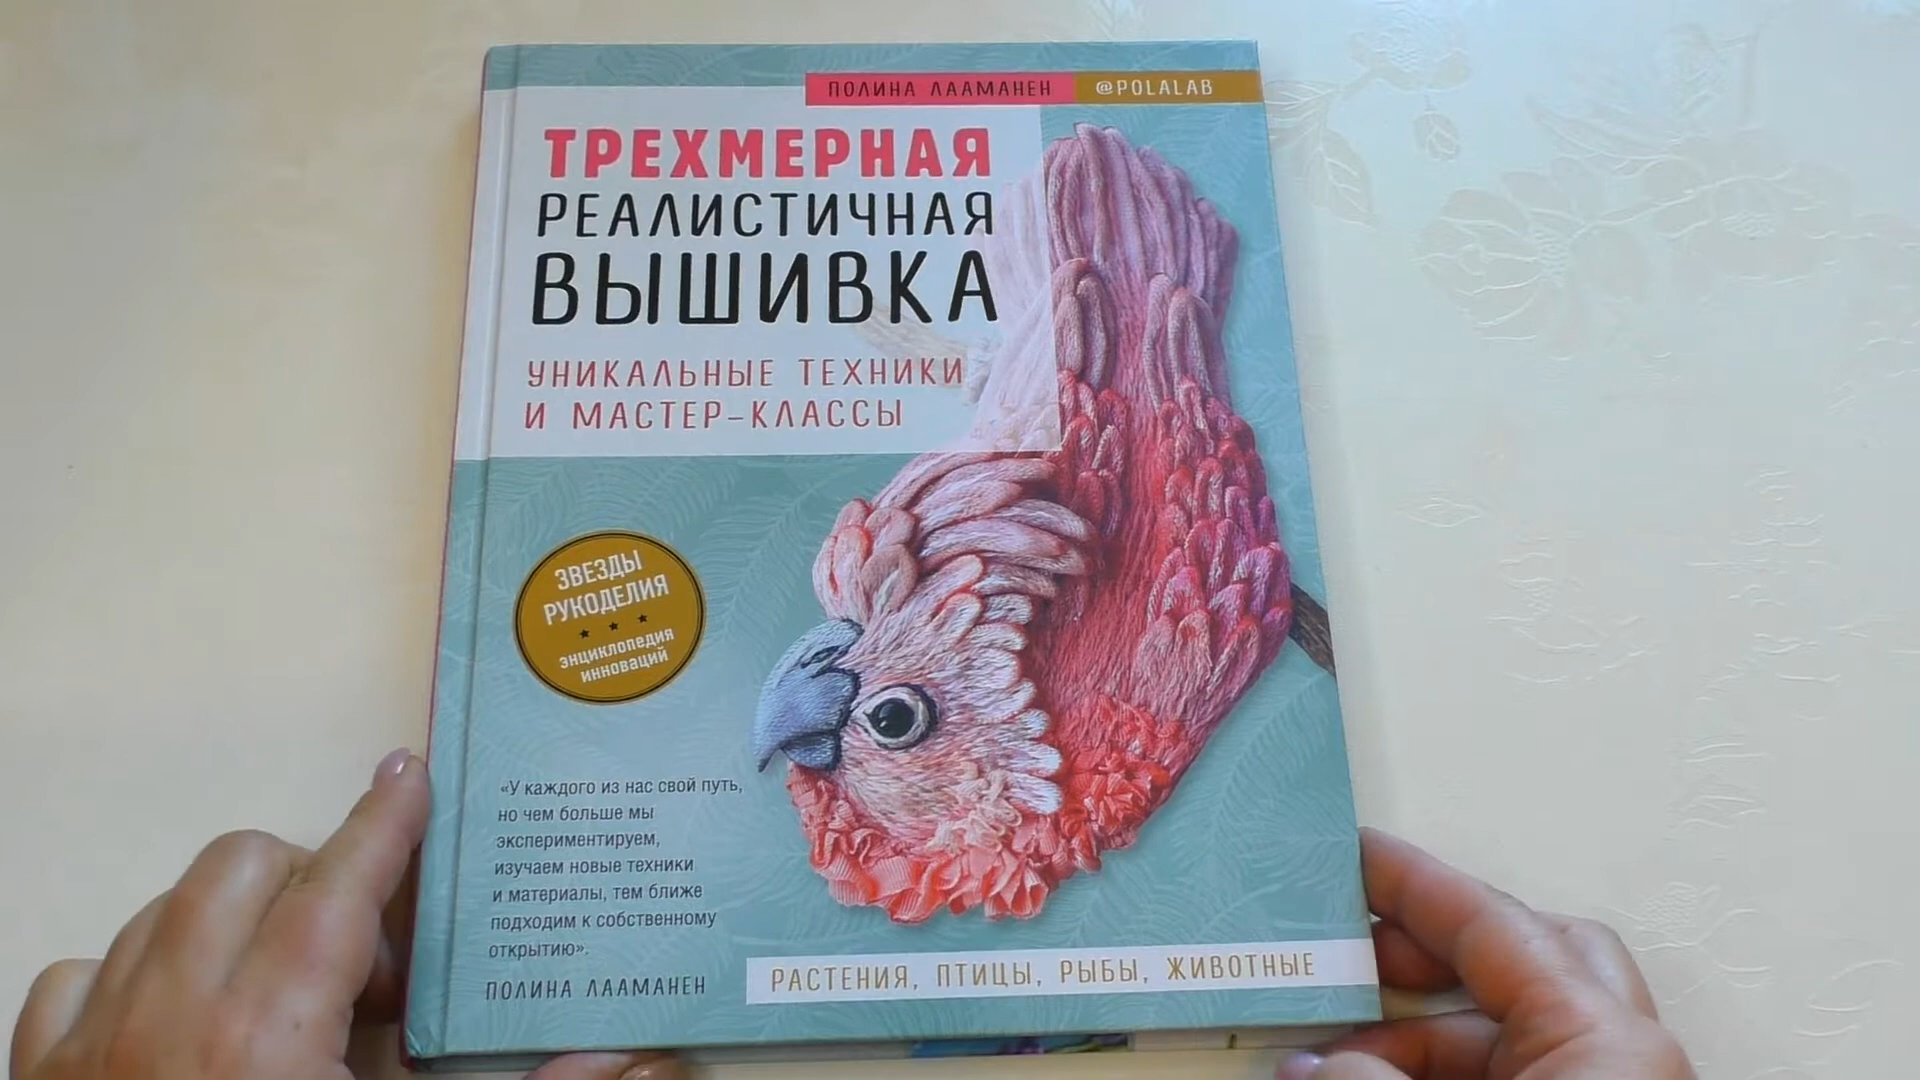 ПОЛИНА ЛААМАНЕН @POLALAB
ТРЕХМЕРНАЯ
РЕАЛИСТИЧНАЯ
ВЫШИВКА
УНИКАЛЬНЫЕ ТЕХНИКИ
И МАСТЕР-КЛАССЫ
ЗВЕЗДЫ
РУКОДЕЛИЯ
ЭНЦИКЛОПЕДИЯ
ИННОВАЦИЙ
«У каждого из нас свой путь,
но чем больше мы
экспериментируем,
изучаем новые техники
и материалы, тем ближе
подходим к собственному
открытию».
ПОЛИНА ЛААМАНЕН
РАСТЕНИЯ, ПТИЦЫ, РЫБЫ, ЖИВОТНЫЕ